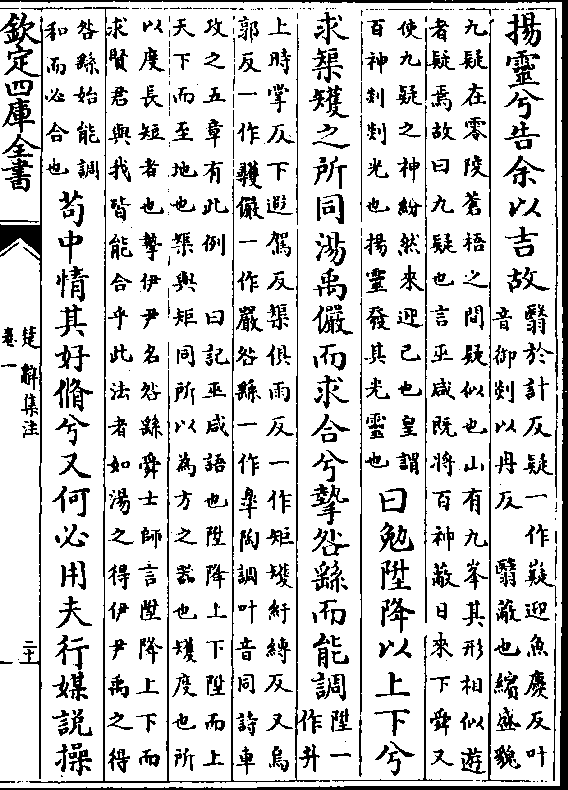 揚靈兮告余以吉故
翳於計反疑一作嶷迎魚慶反叶
音御剡以冉反 翳蔽也繽盛貌
九疑在零陵蒼梧之間疑似也山有九峯其形相似遊
者疑焉故曰九疑也言巫咸既將百神蔽日來下舜又
使九疑之神紛然來迎己也皇謂
百神剡剡光也揚靈發其光靈也
曰勉陞降以上下兮
求榘矱之所同湯禹儼而求合兮摯咎繇而能調
陞一
作升
上時掌反下遐駕反榘俱雨反一作矩矱紆縛反又烏
郭反一作彠儼一作嚴咎繇一作臯陶調叶音同詩車
攻之五章有此例 曰記巫咸語也陞降上下陞而上
天下而至地也榘與矩同所以為方之器也矱度也所
以度長短者也摯伊尹名咎繇舜士師言陞降上下而
求賢君與我皆能合乎此法者如湯之得伊尹禹之得
咎繇始能調
和而必合也
苟中情其好脩兮又何必用夫行媒說操
欽定四庫全書
楚辭集注
卷一
二十